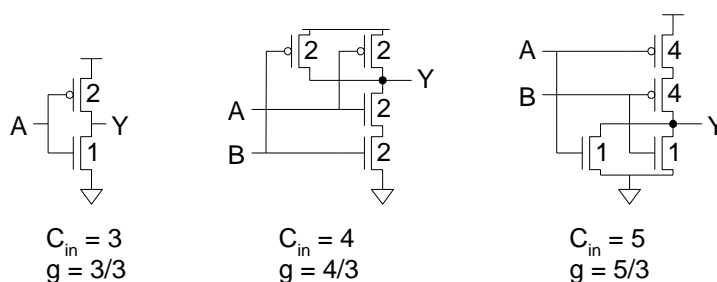 2
A Y
1
C_in = 3
g = 3/3
2 2
Y
A 2
B 2
C_in = 4
g = 4/3
A 4
B 4
Y
1 1
C_in = 5
g = 5/3